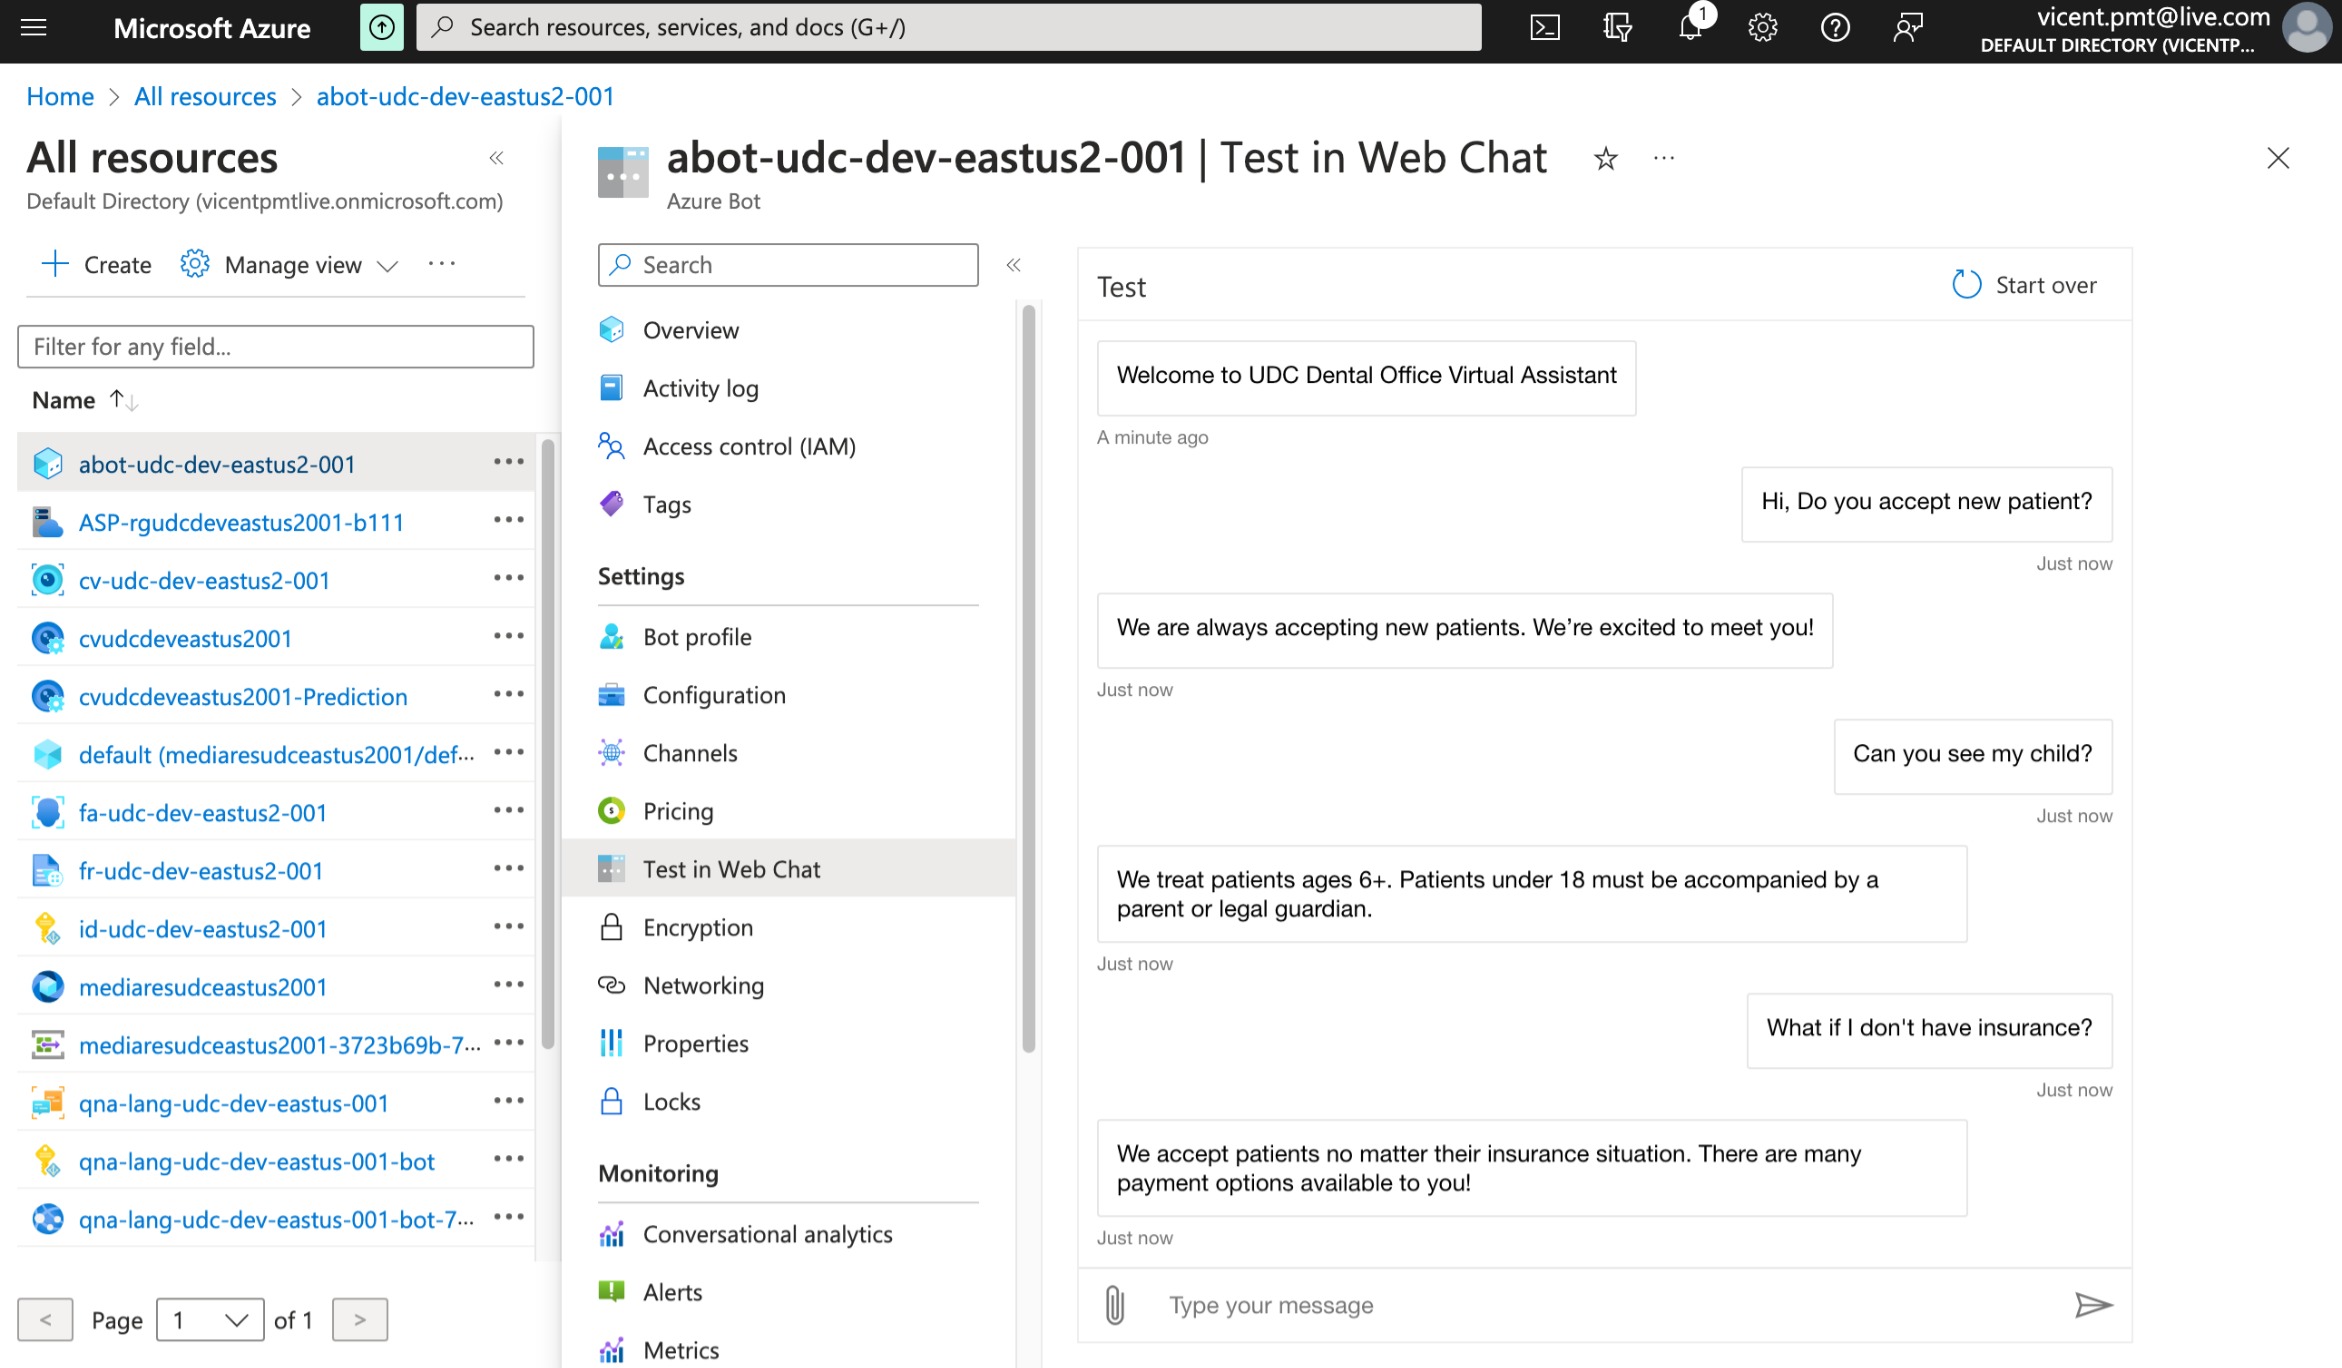 Microsoft Azure
Search resources, services, and docs (G+/)
1
vicent.pmt@live.com
DEFAULT DIRECTORY (VICENTP...
Home > All resources > abot-udc-dev-eastus2-001
All resources
Default Directory (vicentpmtlive.onmicrosoft.com)
Create
Manage view
Filter for any field...
Name
abot-udc-dev-eastus2-001
ASP-rgudcdeveastus2001-b111
cv-udc-dev-eastus2-001
cvudcdeveastus2001
cvudcdeveastus2001-Prediction
default (mediaresudceastus2001/def...
fa-udc-dev-eastus2-001
fr-udc-dev-eastus2-001
id-udc-dev-eastus2-001
mediaresudceastus2001
mediaresudceastus2001-3723b69b-7...
qna-lang-udc-dev-eastus-001
qna-lang-udc-dev-eastus-001-bot
qna-lang-udc-dev-eastus-001-bot-7...
< Page 1 of 1 >
abot-udc-dev-eastus2-001 | Test in Web Chat
Azure Bot
Search
Overview
Activity log
Access control (IAM)
Tags
Settings
Bot profile
Configuration
Channels
Pricing
Test in Web Chat
Encryption
Networking
Properties
Locks
Monitoring
Conversational analytics
Alerts
Metrics
Test
Start over
Welcome to UDC Dental Office Virtual Assistant
A minute ago
Hi, Do you accept new patient?
Just now
We are always accepting new patients. We’re excited to meet you!
Just now
Can you see my child?
Just now
We treat patients ages 6+. Patients under 18 must be accompanied by a
parent or legal guardian.
Just now
What if I don't have insurance?
Just now
We accept patients no matter their insurance situation. There are many
payment options available to you!
Just now
Type your message